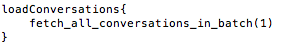 loadConversations{
    fetch_all_conversations_in_batch(1)
}